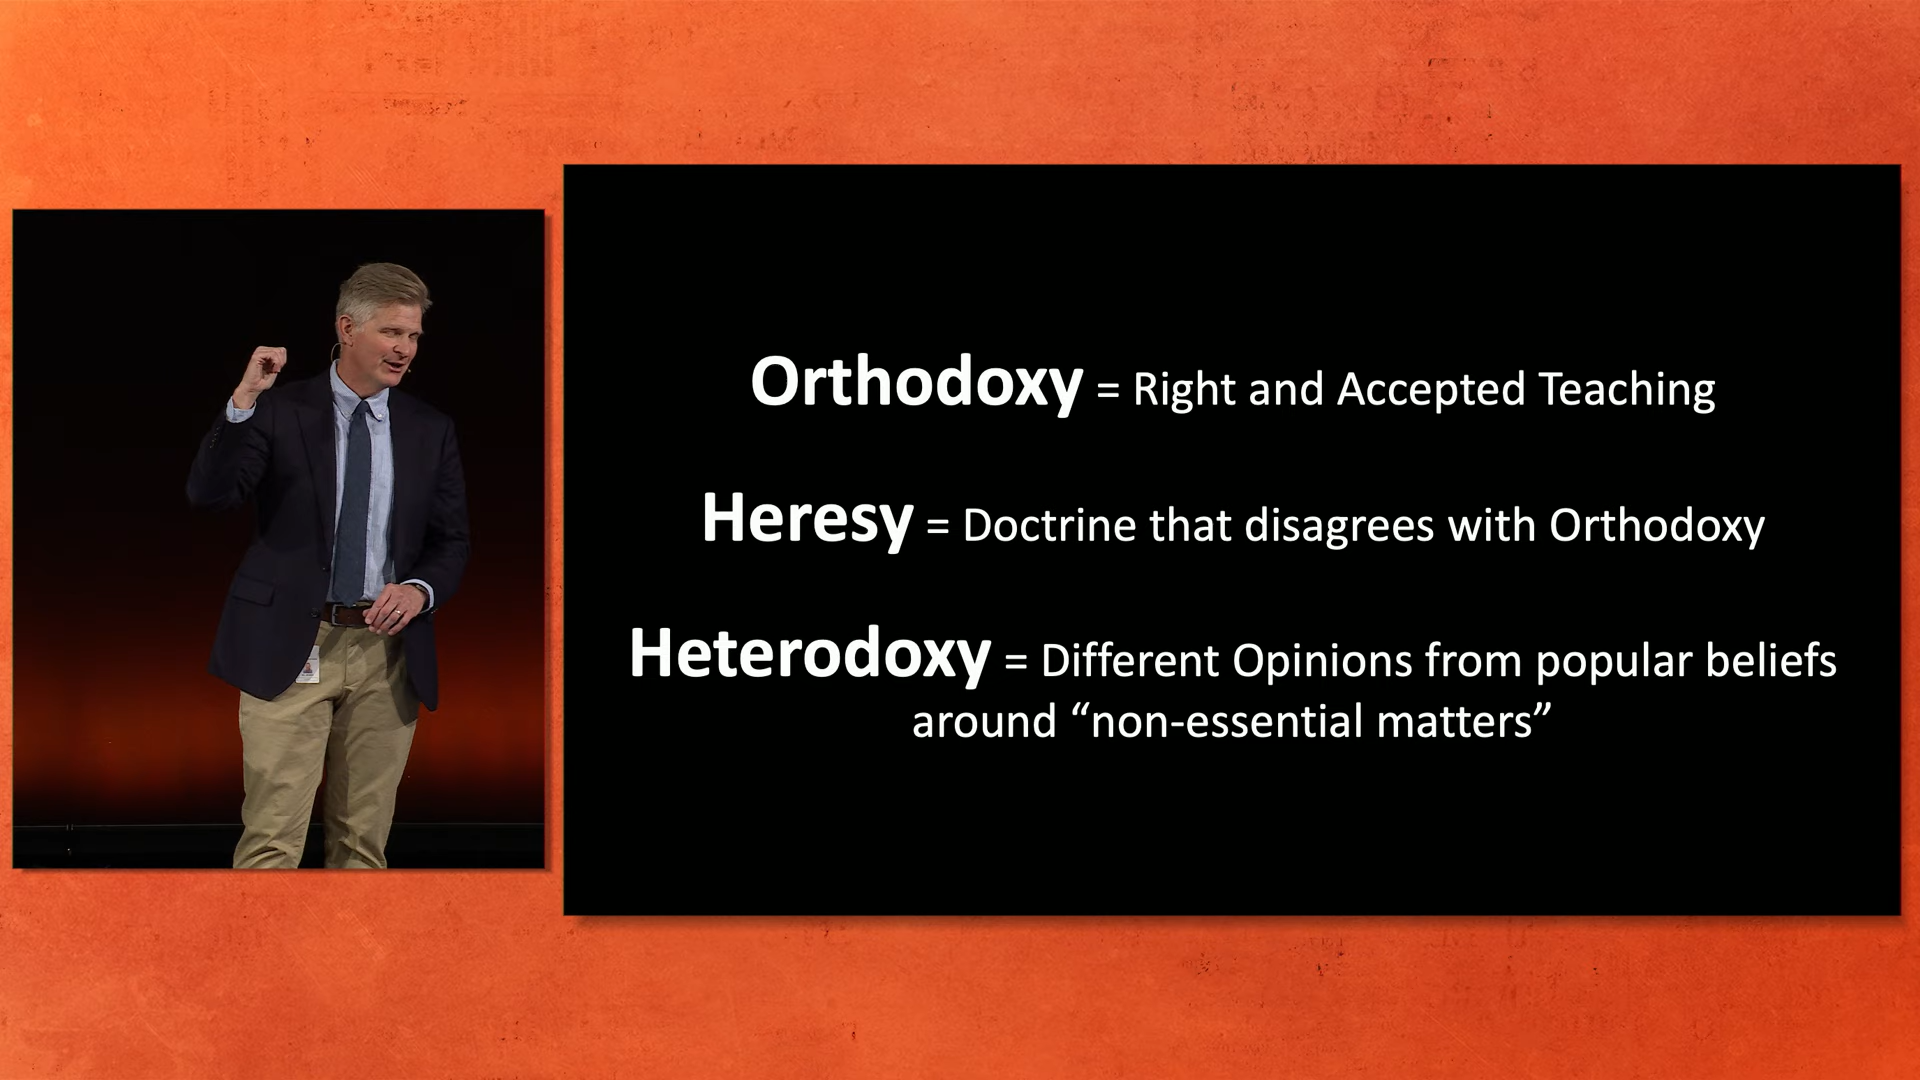 Orthodoxy = Right and Accepted Teaching
Heresy = Doctrine that disagrees with Orthodoxy
Heterodoxy = Different Opinions from popular beliefs
around “non-essential matters”